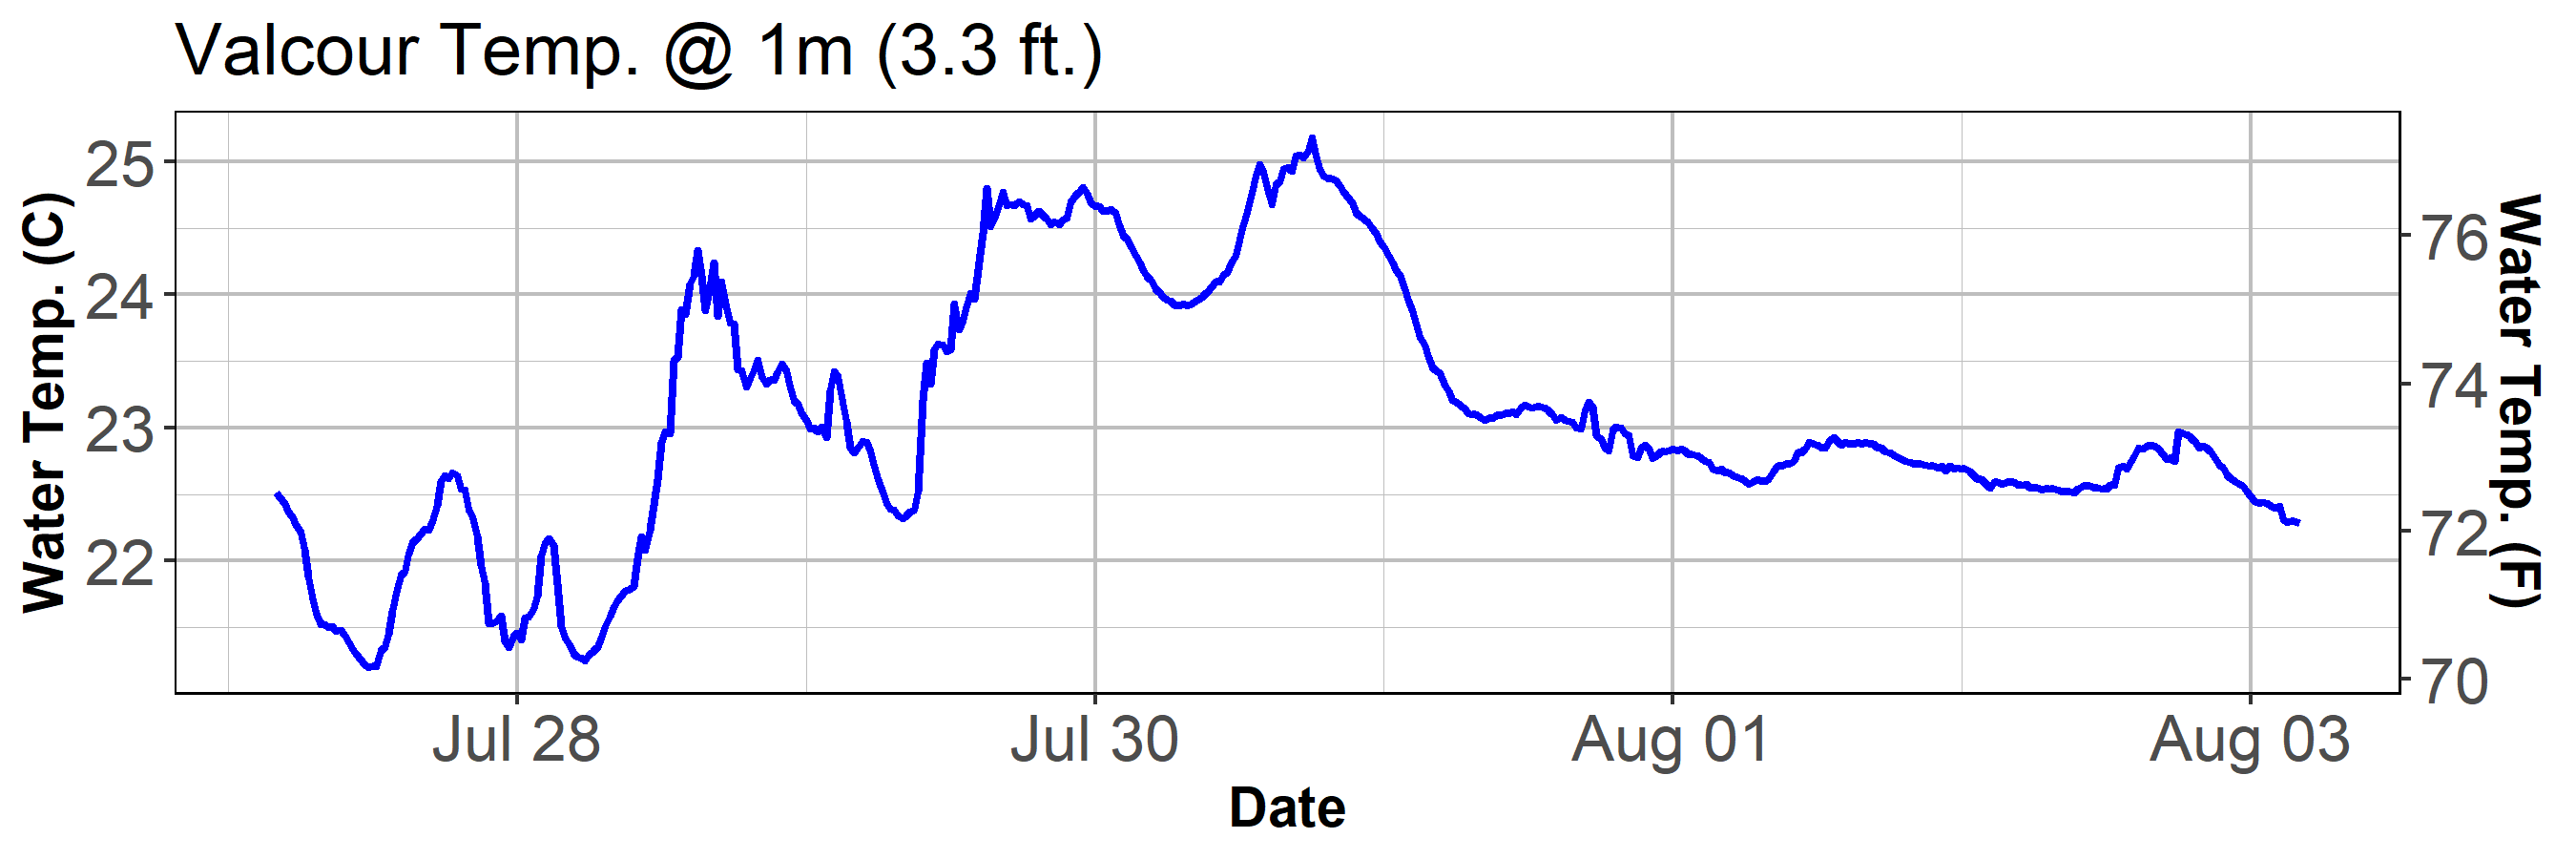 Valcour Temp. @ 1m (3.3 ft.)
Water Temp. (C)
25
24
23
22
Water Temp. (F)
76
74
72
70
Jul 28
Jul 30
Aug 01
Aug 03
Date